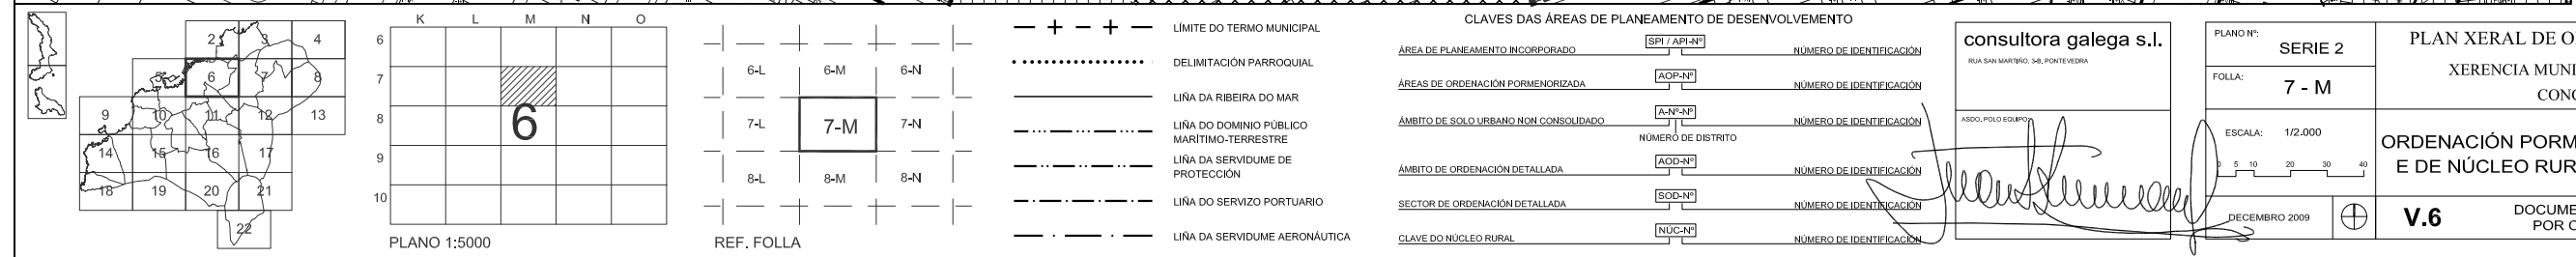 2 3 4
5 6 7 8
9 10 11 12 13
14 15 16 17
18 19 20 21
22
K L M N O
6
7
8
9
10
6
PLANO 1:5000
6-L 6-M 6-N
7-L 7-M 7-N
8-L 8-M 8-N
REF. FOLLA
LÍMITE DO TERMO MUNICIPAL
DELIMITACIÓN PARROQUIAL
LIÑA DA RIBEIRA DO MAR
LIÑA DO DOMINIO PÚBLICO
MARÍTIMO-TERRESTRE
LIÑA DA SERVIDUME DE
PROTECCIÓN
LIÑA DO SERVIZO PORTUARIO
LIÑA DA SERVIDUME AERONÁUTICA
CLAVES DAS ÁREAS DE PLANEAMENTO DE DESENVOLVEMENTO
ÁREA DE PLANEAMENTO INCORPORADO SPI / API-Nº NÚMERO DE IDENTIFICACIÓN
ÁREAS DE ORDENACIÓN PORMENORIZADA AOP-Nº NÚMERO DE IDENTIFICACIÓN
ÁMBITO DE SOLO URBANO NON CONSOLIDADO A-Nº-Nº NÚMERO DE IDENTIFICACIÓN
NÚMERO DE DISTRITO
ÁMBITO DE ORDENACIÓN DETALLADA AOD-Nº NÚMERO DE IDENTIFICACIÓN
SECTOR DE ORDENACIÓN DETALLADA SOD-Nº NÚMERO DE IDENTIFICACIÓN
CLAVE DO NÚCLEO RURAL NÚC-Nº NÚMERO DE IDENTIFICACIÓN
consultora galega s.l.
RUA SAN MARTIÑO, 3-B, PONTEVEDRA
ASDO. POLO EQUIPO:
PLANO Nº:
SERIE 2
FOLLA:
7 - M
ESCALA: 1/2.000
0 5 10 20 30 40
DECEMBRO 2009
PLAN XERAL DE O
XERENCIA MUNI
CONC
ORDENACIÓN PORM
E DE NÚCLEO RUR
V.6
DOCUME
POR C